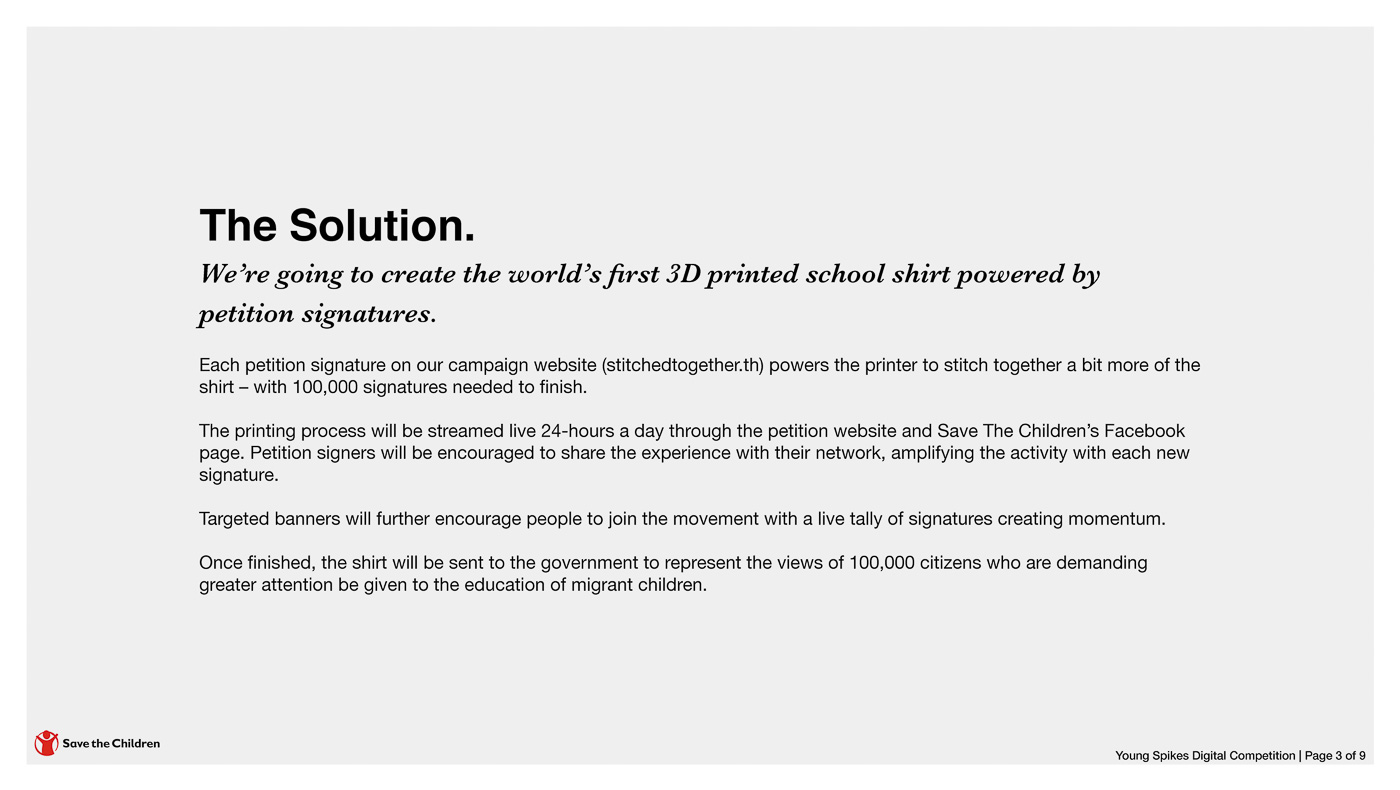 The Solution.
We’re going to create the world’s first 3D printed school shirt powered by
petition signatures.
Each petition signature on our campaign website (stitchedtogether.th) powers the printer to stitch together a bit more of the
shirt – with 100,000 signatures needed to finish.
The printing process will be streamed live 24-hours a day through the petition website and Save The Children’s Facebook
page. Petition signers will be encouraged to share the experience with their network, amplifying the activity with each new
signature.
Targeted banners will further encourage people to join the movement with a live tally of signatures creating momentum.
Once finished, the shirt will be sent to the government to represent the views of 100,000 citizens who are demanding
greater attention be given to the education of migrant children.
Save the Children
Young Spikes Digital Competition | Page 3 of 9